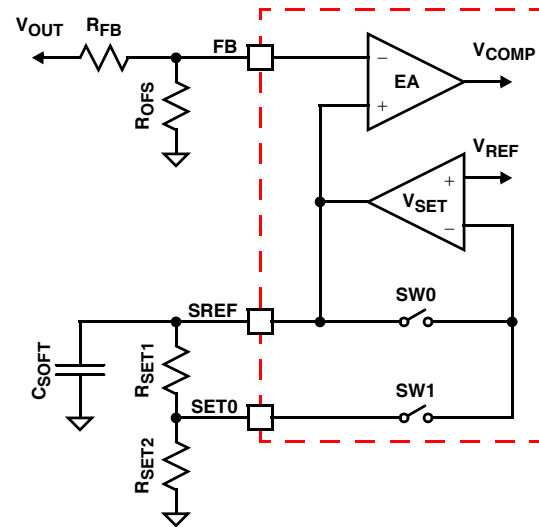 VOUT
RFB
FB
ROFS
−
EA
+
VCOMP
VREF
+
VSET
−
SW0
SREF
CSOFT
RSET1
SET0
SW1
RSET2